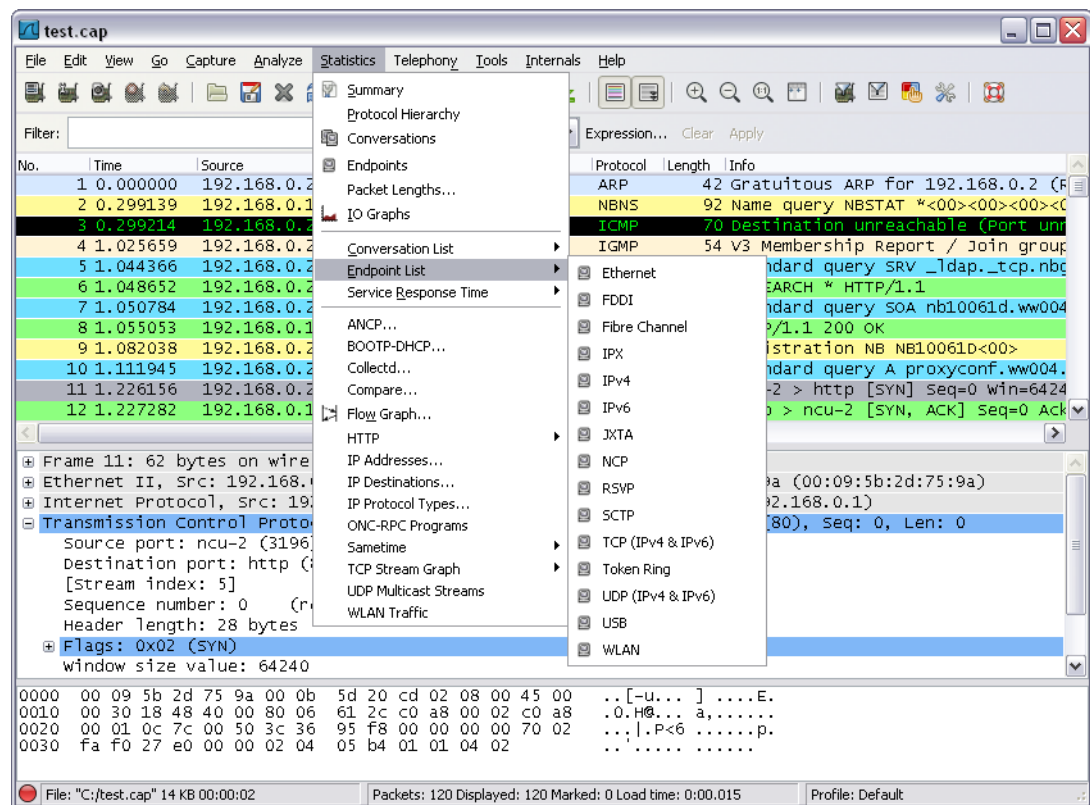 test.cap
File Edit View Go Capture Analyze Statistics Telephony Tools Internals Help
Filter: Expression... Clear Apply
No. Time Source Protocol Length Info
1 0.000000 192.168.0.2 ARP 42 Gratuitous ARP for 192.168.0.2 (R
2 0.299139 192.168.0.1 NBNS 92 Name query NBSTAT *<00><00><00><0
3 0.299214 192.168.0.2 ICMP 70 Destination unreachable (Port unr
4 1.025659 192.168.0.2 IGMP 54 V3 Membership Report / Join group
5 1.044366 192.168.0.2 ndard query SRV _ldap._tcp.nbg
6 1.048652 192.168.0.2 EARCH * HTTP/1.1
7 1.050784 192.168.0.2 ndard query SOA nb10061d.ww004
8 1.055053 192.168.0.1 P/1.1 200 OK
9 1.082038 192.168.0.2 istration NB NB10061D<00>
10 1.111945 192.168.0.2 ndard query A proxyconf.ww004.
11 1.226156 192.168.0.2 -2 > http [SYN] Seq=0 Win=6424
12 1.227282 192.168.0.1 > ncu-2 [SYN, ACK] Seq=0 Ack
Summary
Protocol Hierarchy
Conversations
Endpoints
Packet Lengths...
IO Graphs
Conversation List
Endpoint List
Service Response Time
ANCP...
BOOTP-DHCP...
Collectd...
Compare...
Flow Graph...
HTTP
IP Addresses...
IP Destinations...
IP Protocol Types...
ONC-RPC Programs
Sametime
TCP Stream Graph
UDP Multicast Streams
WLAN Traffic
Ethernet
FDDI
Fibre Channel
IPX
IPv4
IPv6
JXTA
NCP
RSVP
SCTP
TCP (IPv4 & IPv6)
Token Ring
UDP (IPv4 & IPv6)
USB
WLAN
Frame 11: 62 bytes on wire
Ethernet II, Src: 192.168. 9a (00:09:5b:2d:75:9a)
Internet Protocol, Src: 19 92.168.0.1)
Transmission Control Proto (80), Seq: 0, Len: 0
Source port: ncu-2 (3196)
Destination port: http (
[Stream index: 5]
Sequence number: 0 (re
Header length: 28 bytes
Flags: 0x02 (SYN)
Window size value: 64240
0000 00 09 5b 2d 75 9a 00 0b 5d 20 cd 02 08 00 45 00 ..[-u... ] ....E.
0010 00 30 18 48 40 00 80 06 61 2c c0 a8 00 02 c0 a8 .0.H@... a,......
0020 00 01 0c 7c 00 50 3c 36 95 f8 00 00 00 00 70 02 ...|.P<6 ......p.
0030 fa f0 27 e0 00 00 02 04 05 b4 01 01 04 02 ..'..... ......
File: "C:/test.cap" 14 KB 00:00:02 Packets: 120 Displayed: 120 Marked: 0 Load time: 0:00.015 Profile: Default